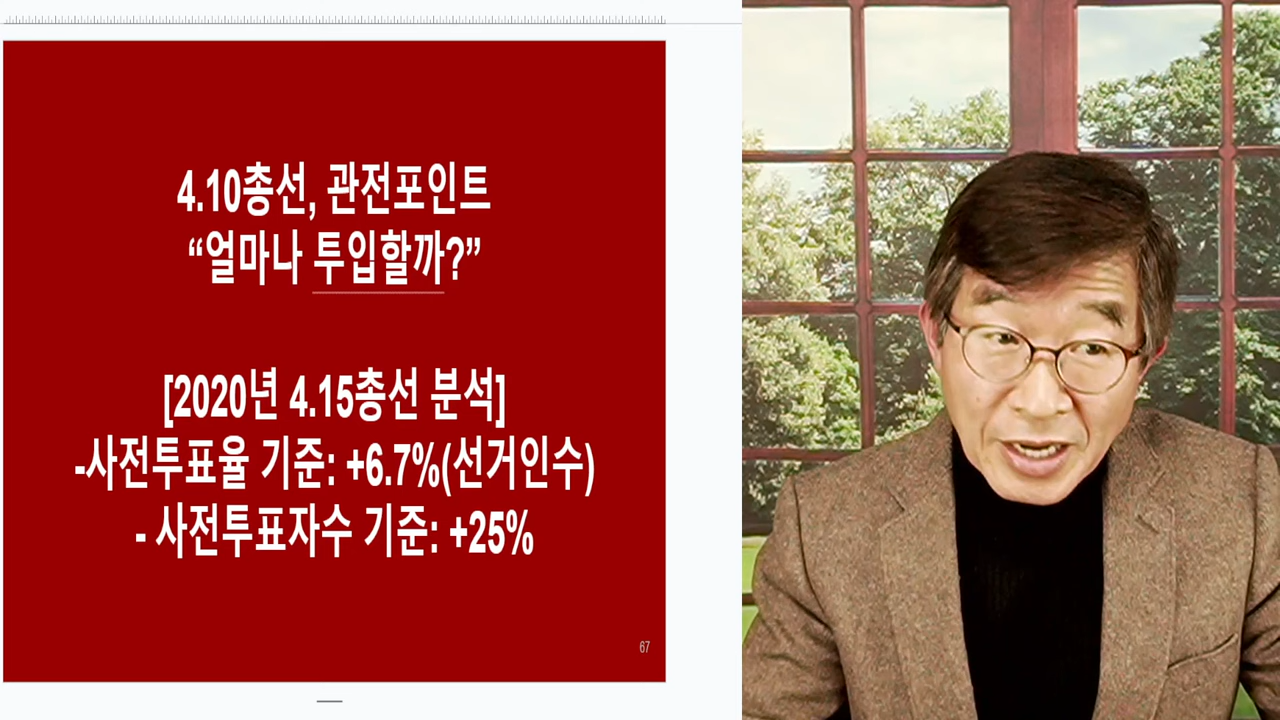 4.10총선, 관전포인트
“얼마나 투입할까?”
[2020년 4.15총선 분석]
-사전투표율 기준: +6.7%(선거인수)
- 사전투표자수 기준: +25%
67